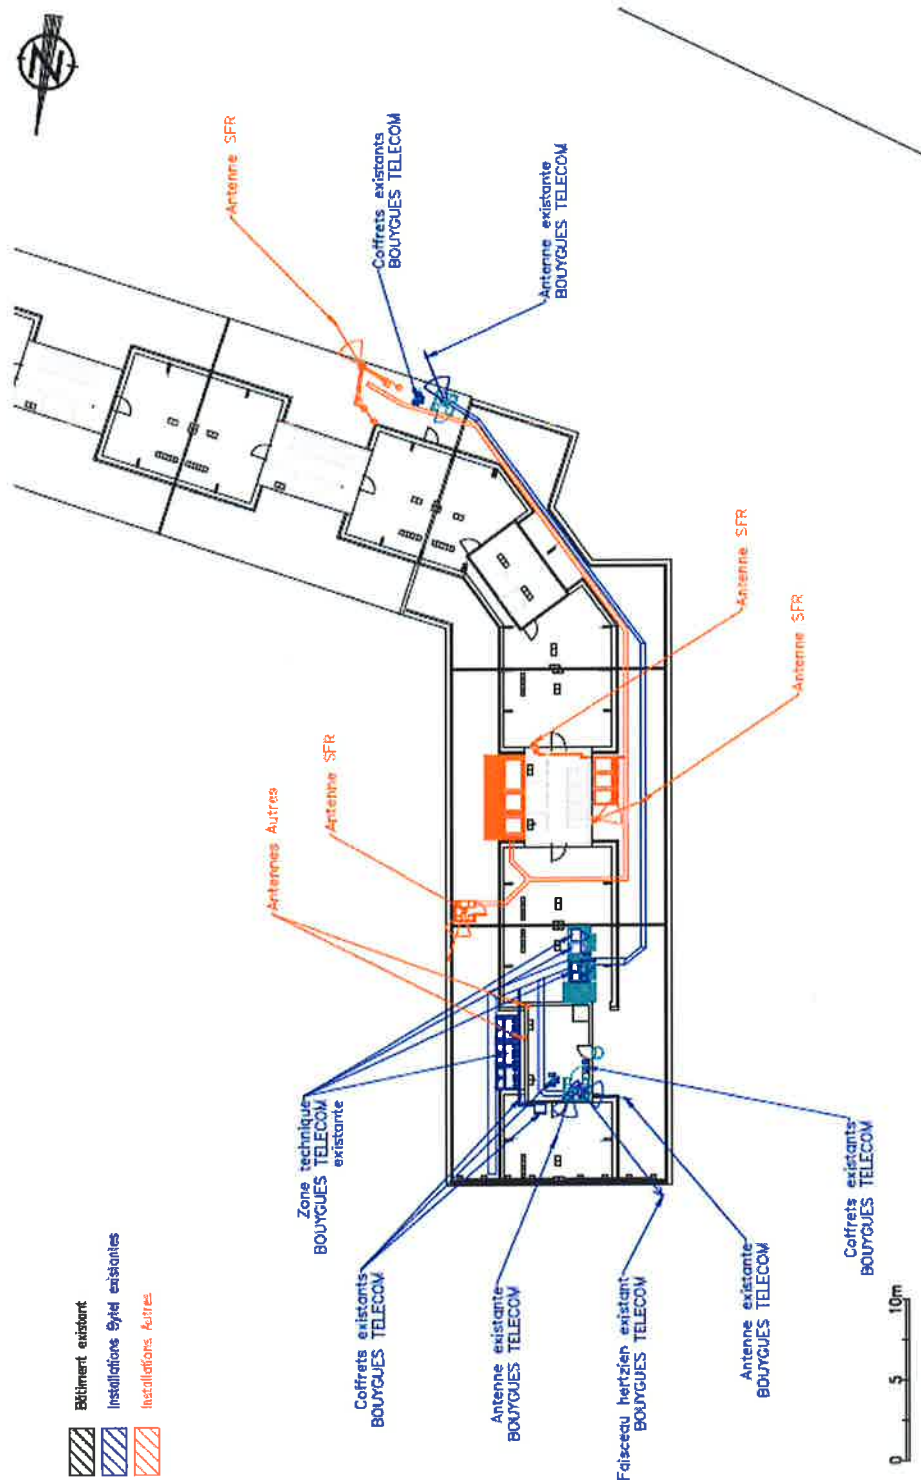 N
Antenne SFR
Coffrets existants
BOUYGUES TELECOM
Antenne existante
BOUYGUES TELECOM
Antenne SFR
Antenne SFR
Antenne SFR
Antennes Autres
Zone technique
BOUYGUES TELECOM
existante
Coffrets existants
BOUYGUES TELECOM
Antenne existante
BOUYGUES TELECOM
Faisceau hertzien existant
BOUYGUES TELECOM
Antenne existante
BOUYGUES TELECOM
Coffrets existants
BOUYGUES TELECOM
Bâtiment existant
Installations Bytel existantes
Installations Autres
0 5 10m